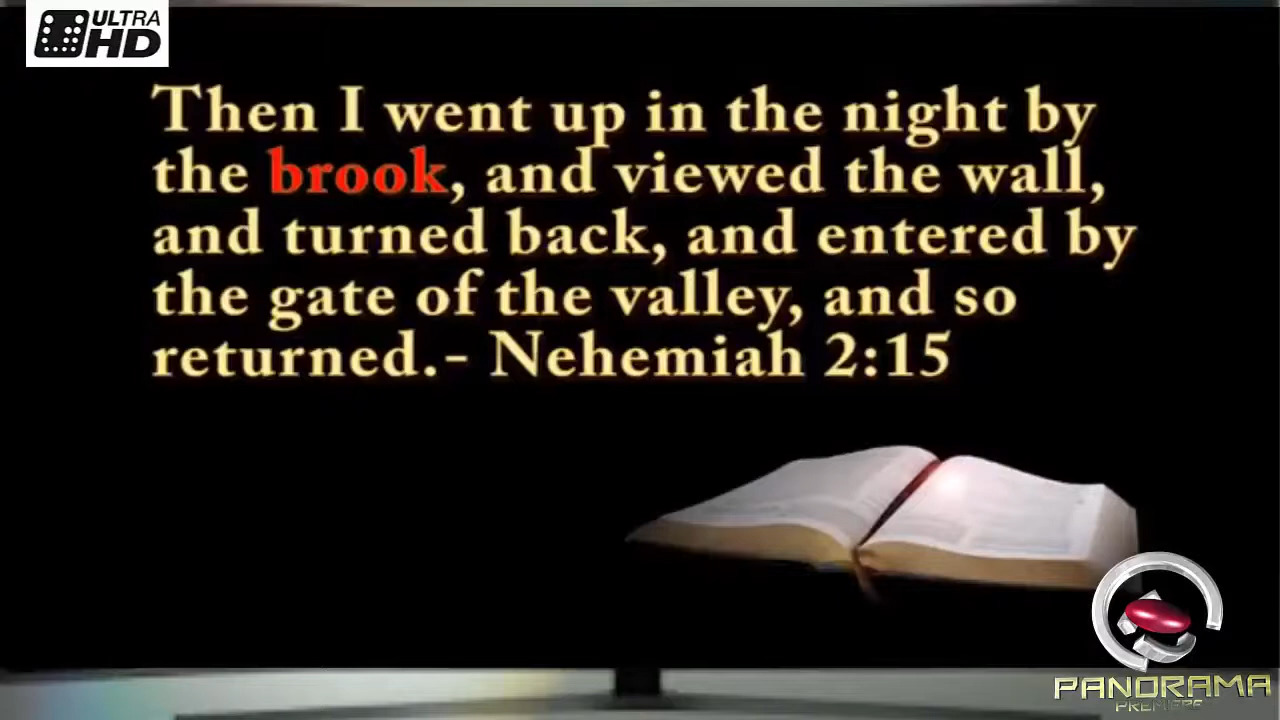 ULTRA
HD
Then I went up in the night by
the brook, and viewed the wall,
and turned back, and entered by
the gate of the valley, and so
returned.- Nehemiah 2:15
PANORAMA
PREMIERE